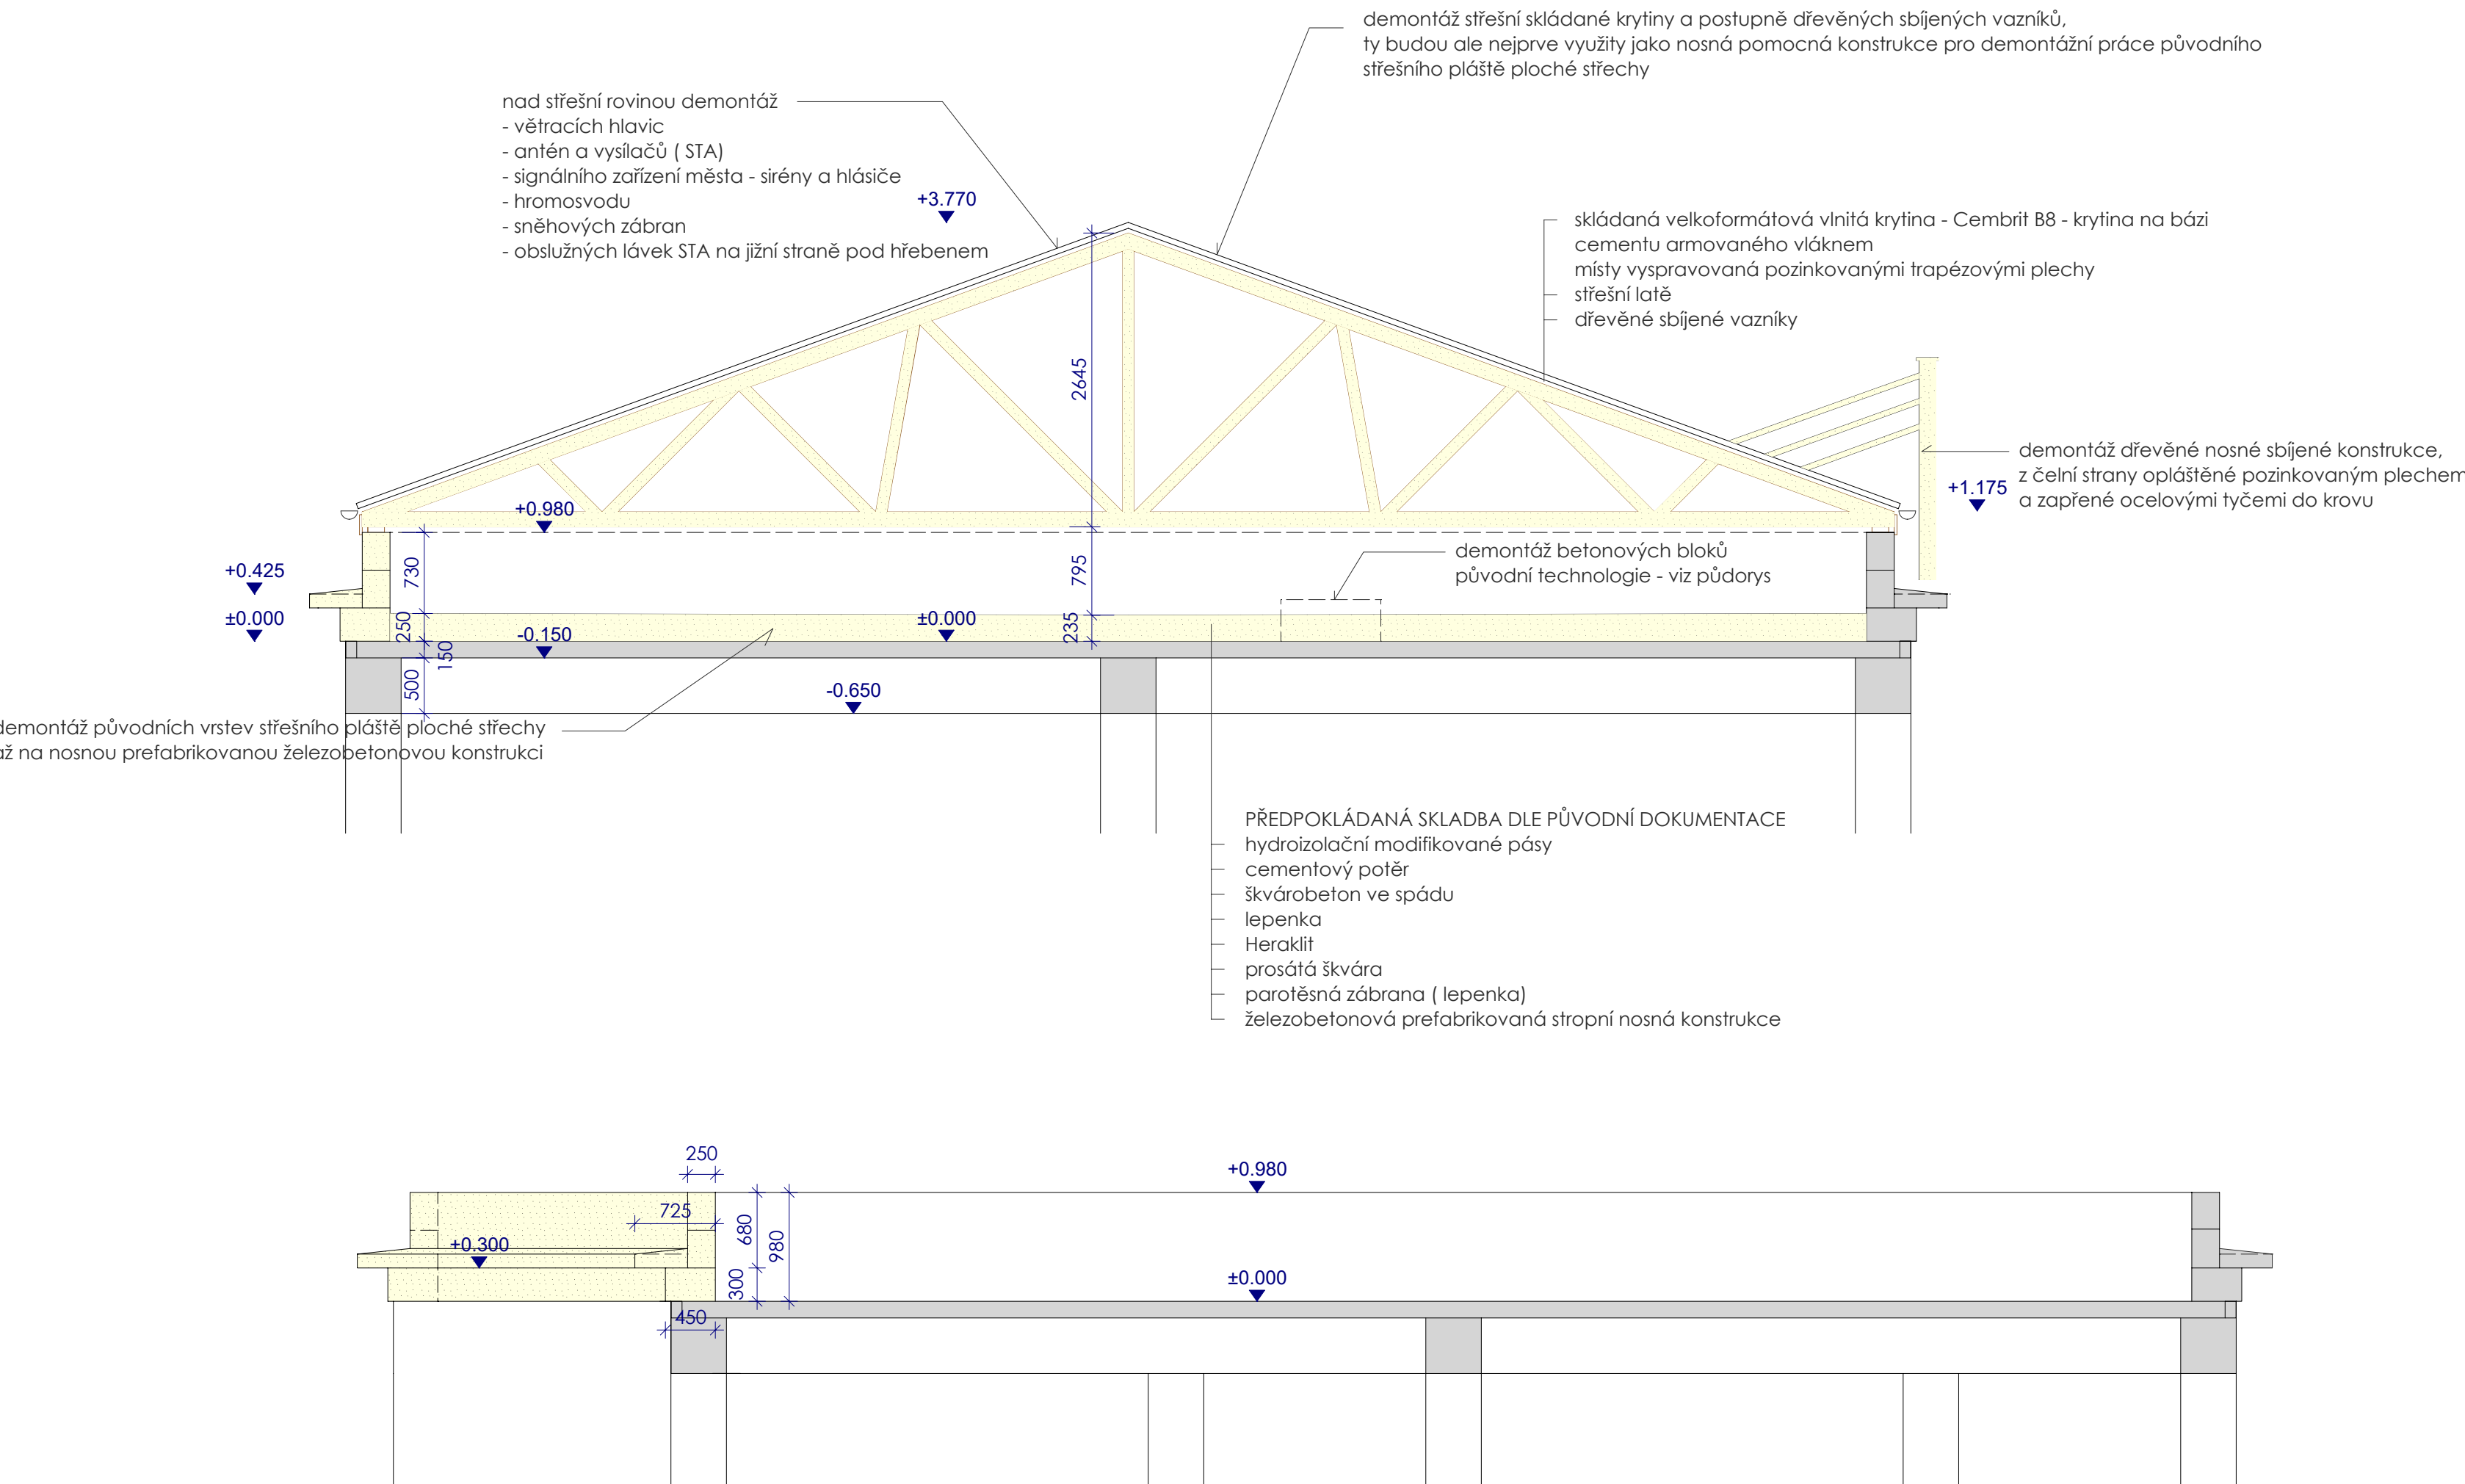 demontáž střešní skládané krytiny a postupně dřevěných sbíjených vazníků,
ty budou ale nejprve využity jako nosná pomocná konstrukce pro demontážní práce původního
střešního pláště ploché střechy
nad střešní rovinou demontáž
- větracích hlavic
- antén a vysílačů ( STA)
- signálního zařízení města - sirény a hlásiče
- hromosvodu
- sněhových zábran
- obslužných lávek STA na jižní straně pod hřebenem
+3.770
skládaná velkoformátová vlnitá krytina - Cembrit B8 - krytina na bázi
cementu armovaného vláknem
místy vyspravovaná pozinkovanými trapézovými plechy
střešní latě
dřevěné sbíjené vazníky
2645
demontáž dřevěné nosné sbíjené konstrukce,
z čelní strany opláštěné pozinkovaným plechem
a zapřené ocelovými tyčemi do krovu
+1.175
+0.980
730
795
demontáž betonových bloků
původní technologie - viz půdorys
+0.425
±0.000
250
-0.150
±0.000
235
150
500
-0.650
demontáž původních vrstev střešního pláště ploché střechy
až na nosnou prefabrikovanou železobetonovou konstrukci
PŘEDPOKLÁDANÁ SKLADBA DLE PŮVODNÍ DOKUMENTACE
hydroizolační modifikované pásy
cementový potěr
škvárobeton ve spádu
lepenka
Heraklit
prosátá škvára
parotěsná zábrana ( lepenka)
železobetonová prefabrikovaná stropní nosná konstrukce
250
+0.980
725
680
980
+0.300
300
±0.000
450